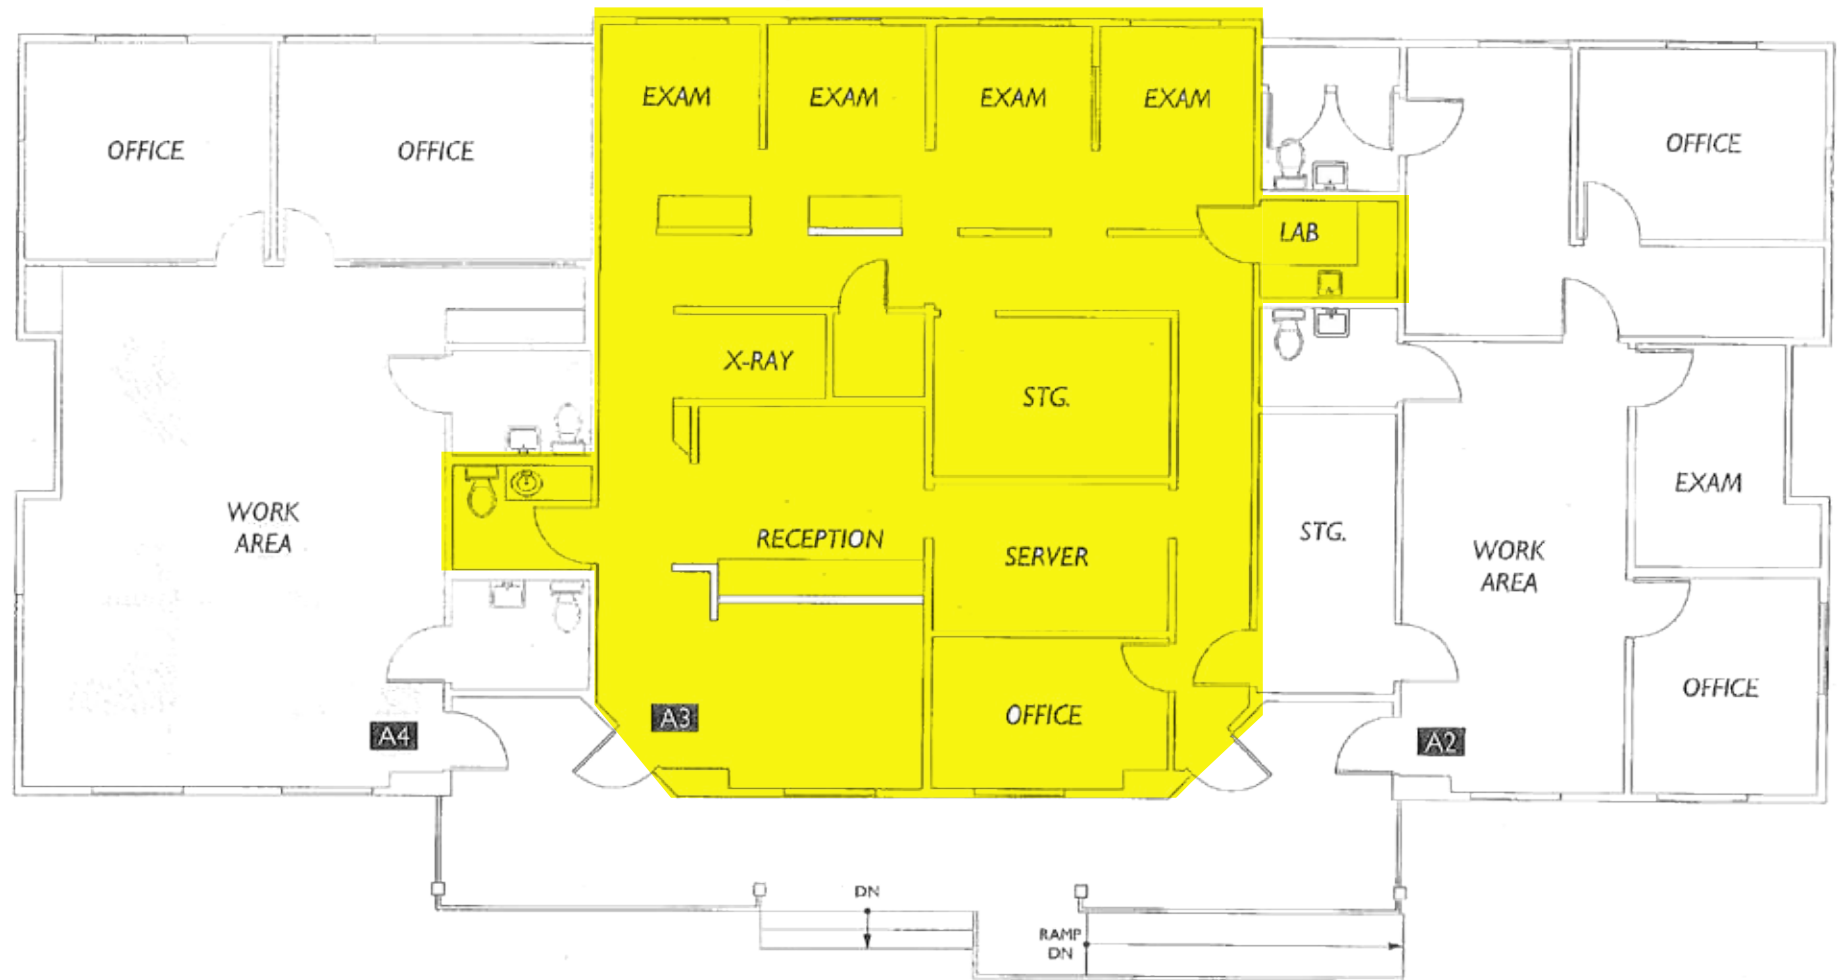 EXAM
EXAM
EXAM
EXAM
OFFICE
OFFICE
OFFICE
LAB
X-RAY
STG.
EXAM
WORK
AREA
RECEPTION
SERVER
STG.
WORK
AREA
OFFICE
A4
A3
OFFICE
A2
DN
RAMP
DN